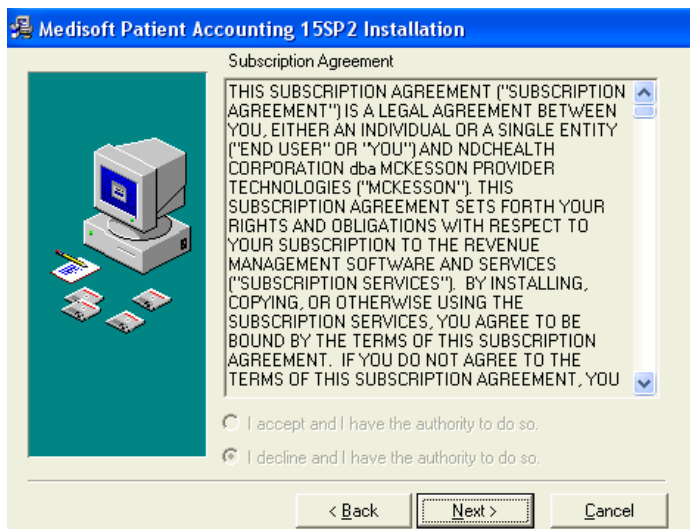 Medisoft Patient Accounting 15SP2 Installation
Subscription Agreement
THIS SUBSCRIPTION AGREEMENT ("SUBSCRIPTION
AGREEMENT") IS A LEGAL AGREEMENT BETWEEN
YOU, EITHER AN INDIVIDUAL OR A SINGLE ENTITY
("END USER" OR "YOU") AND NDCHEALTH
CORPORATION dba MCKESSON PROVIDER
TECHNOLOGIES ("MCKESSON"). THIS
SUBSCRIPTION AGREEMENT SETS FORTH YOUR
RIGHTS AND OBLIGATIONS WITH RESPECT TO
YOUR SUBSCRIPTION TO THE REVENUE
MANAGEMENT SOFTWARE AND SERVICES
("SUBSCRIPTION SERVICES"). BY INSTALLING,
COPYING, OR OTHERWISE USING THE
SUBSCRIPTION SERVICES, YOU AGREE TO BE
BOUND BY THE TERMS OF THIS SUBSCRIPTION
AGREEMENT. IF YOU DO NOT AGREE TO THE
TERMS OF THIS SUBSCRIPTION AGREEMENT, YOU
I accept and I have the authority to do so.
I decline and I have the authority to do so.
< Back
Next >
Cancel